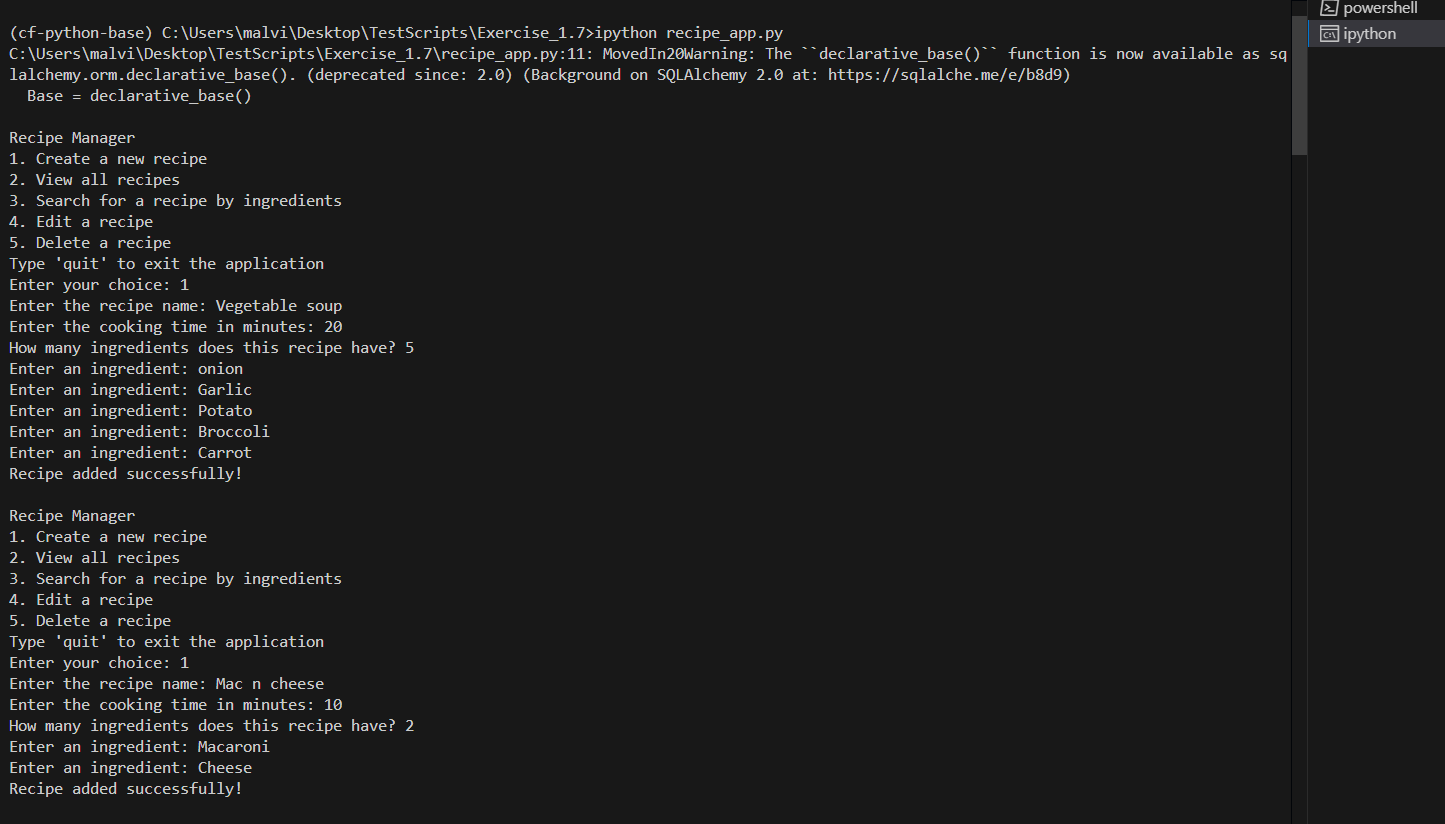 (cf-python-base) C:\Users\malvi\Desktop\TestScripts\Exercise_1.7>ipython recipe_app.py
C:\Users\malvi\Desktop\TestScripts\Exercise_1.7\recipe_app.py:11: MovedIn20Warning: The ``declarative_base()`` function is now available as sq
lalchemy.orm.declarative_base(). (deprecated since: 2.0) (Background on SQLAlchemy 2.0 at: https://sqlalche.me/e/b8d9)
  Base = declarative_base()

Recipe Manager
1. Create a new recipe
2. View all recipes
3. Search for a recipe by ingredients
4. Edit a recipe
5. Delete a recipe
Type 'quit' to exit the application
Enter your choice: 1
Enter the recipe name: Vegetable soup
Enter the cooking time in minutes: 20
How many ingredients does this recipe have? 5
Enter an ingredient: onion
Enter an ingredient: Garlic
Enter an ingredient: Potato
Enter an ingredient: Broccoli
Enter an ingredient: Carrot
Recipe added successfully!

Recipe Manager
1. Create a new recipe
2. View all recipes
3. Search for a recipe by ingredients
4. Edit a recipe
5. Delete a recipe
Type 'quit' to exit the application
Enter your choice: 1
Enter the recipe name: Mac n cheese
Enter the cooking time in minutes: 10
How many ingredients does this recipe have? 2
Enter an ingredient: Macaroni
Enter an ingredient: Cheese
Recipe added successfully!
powershell
ipython